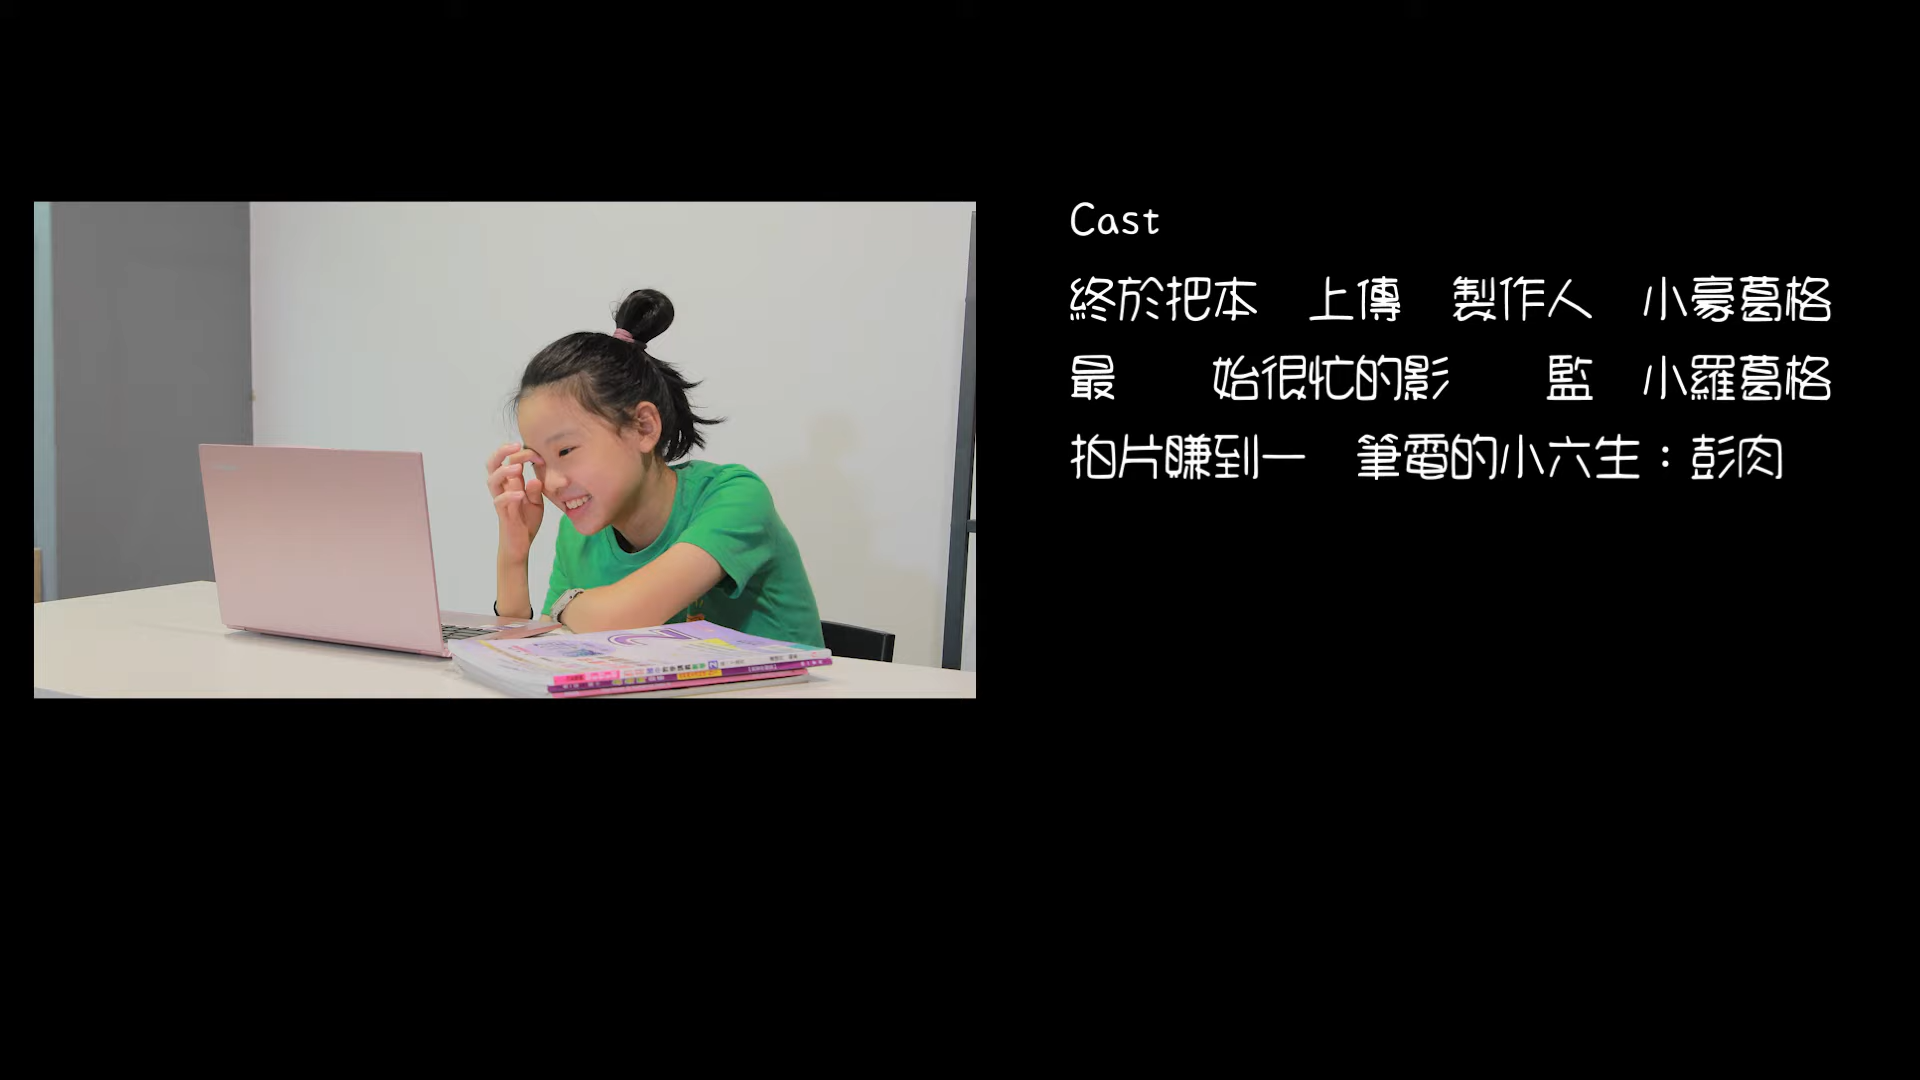 Cast
終於把本 上傳 製作人 小豪葛格
最 始很忙的影 監 小羅葛格
拍片賺到一 筆電的小六生：彭肉